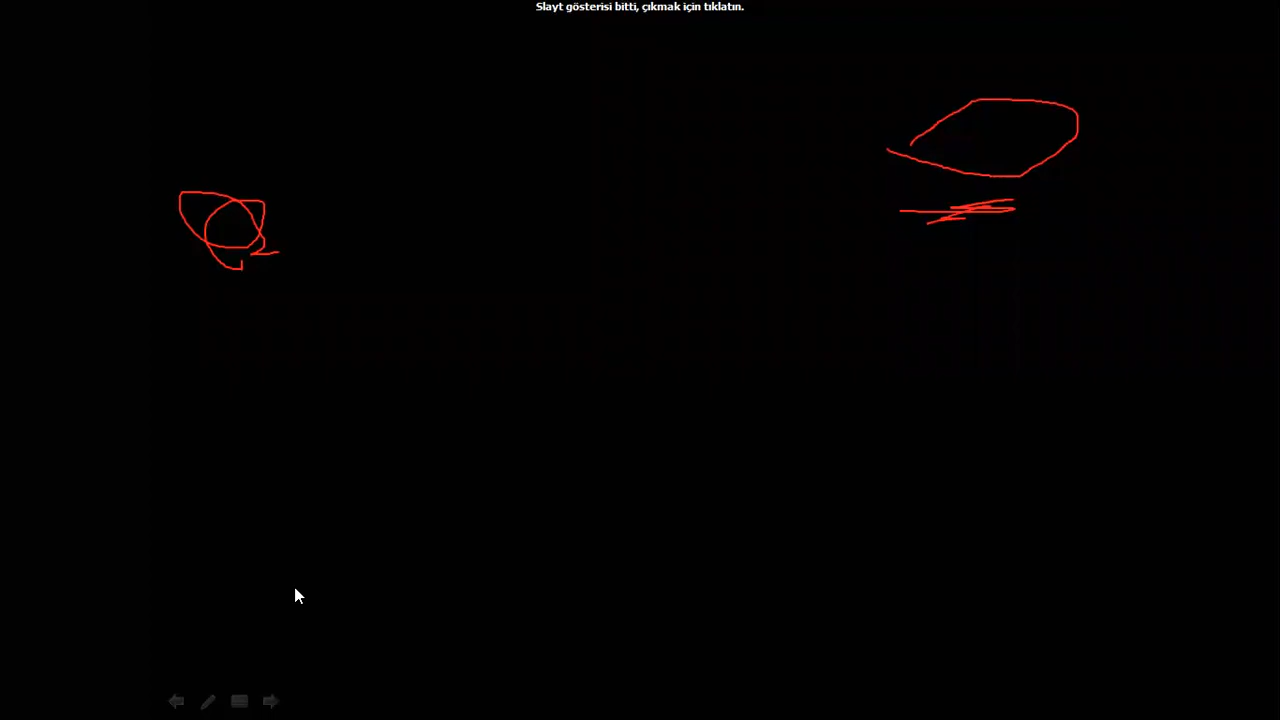 Slayt gösterisi bitti, çıkmak için tıklatın.